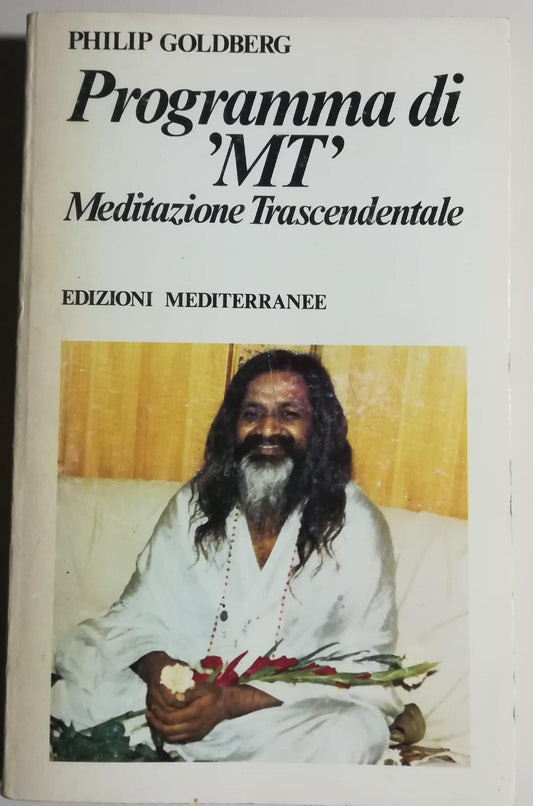 PHILIP GOLDBERG
Programma di
’MT’
Meditazione Trascendentale
EDIZIONI MEDITERRANEE